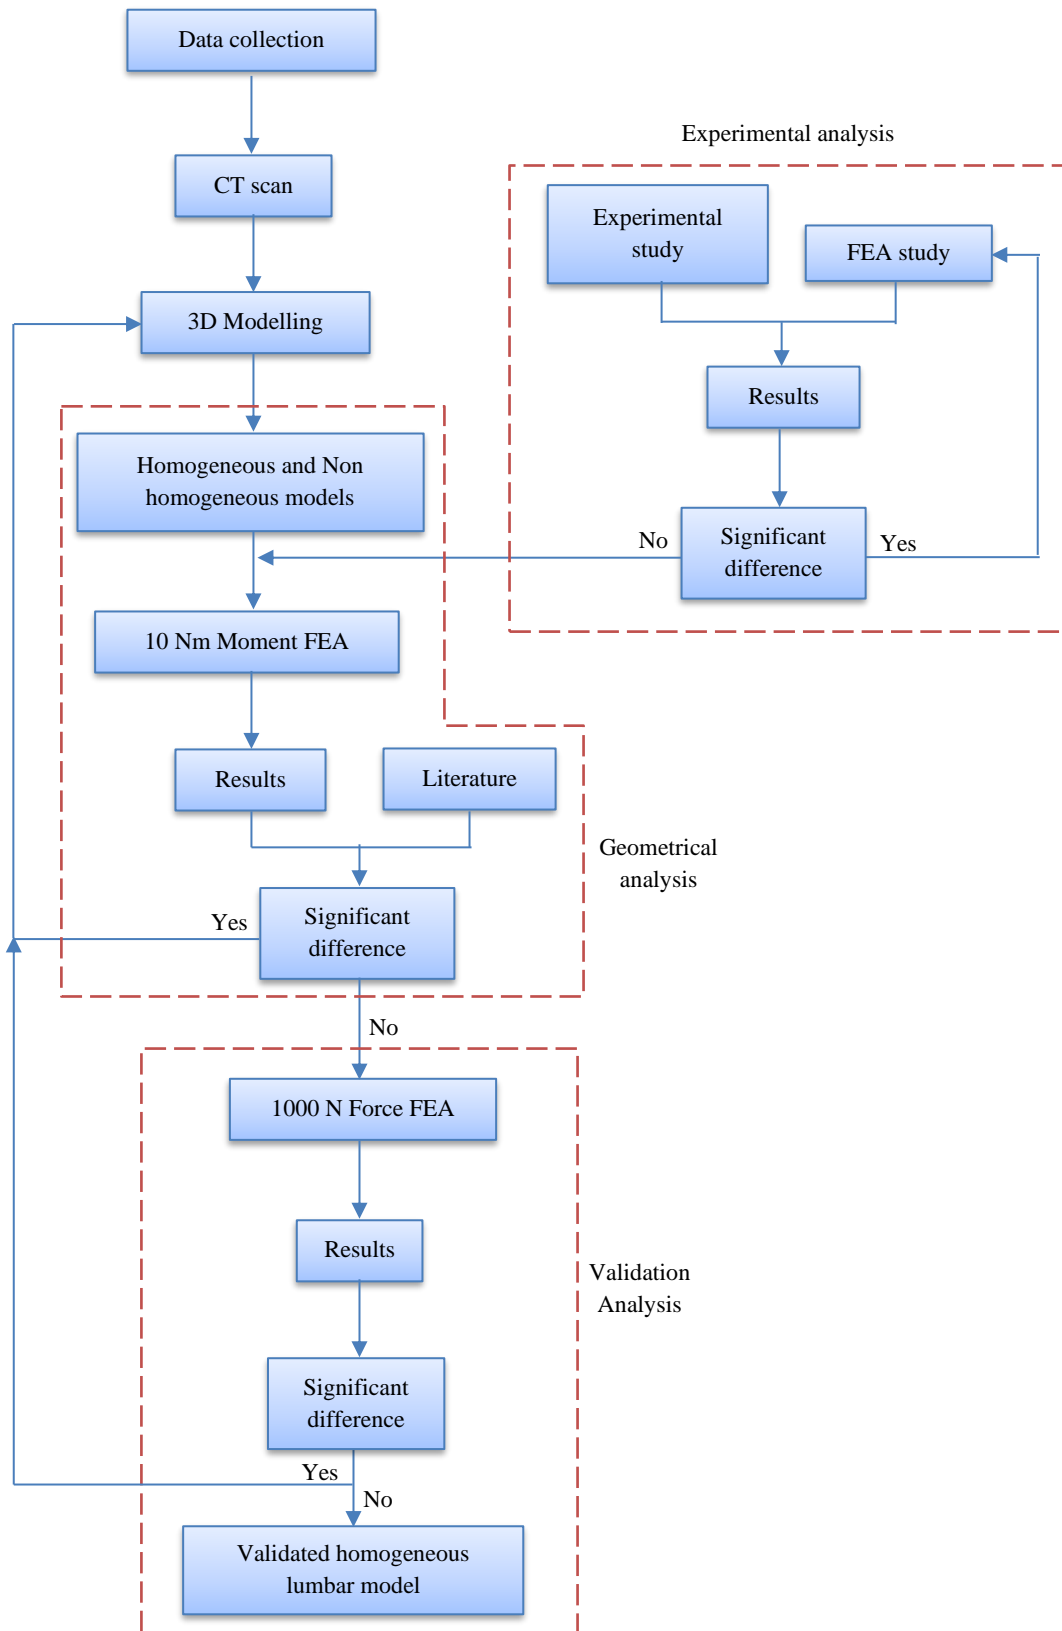 Data collection
CT scan
3D Modelling
Experimental analysis
Experimental
study
FEA study
Results
Significant
difference
No
Yes
Homogeneous and Non
homogeneous models
10 Nm Moment FEA
Results
Literature
Significant
difference
Yes
No
Geometrical
analysis
1000 N Force FEA
Results
Significant
difference
Yes
No
Validated homogeneous
lumbar model
Validation
Analysis